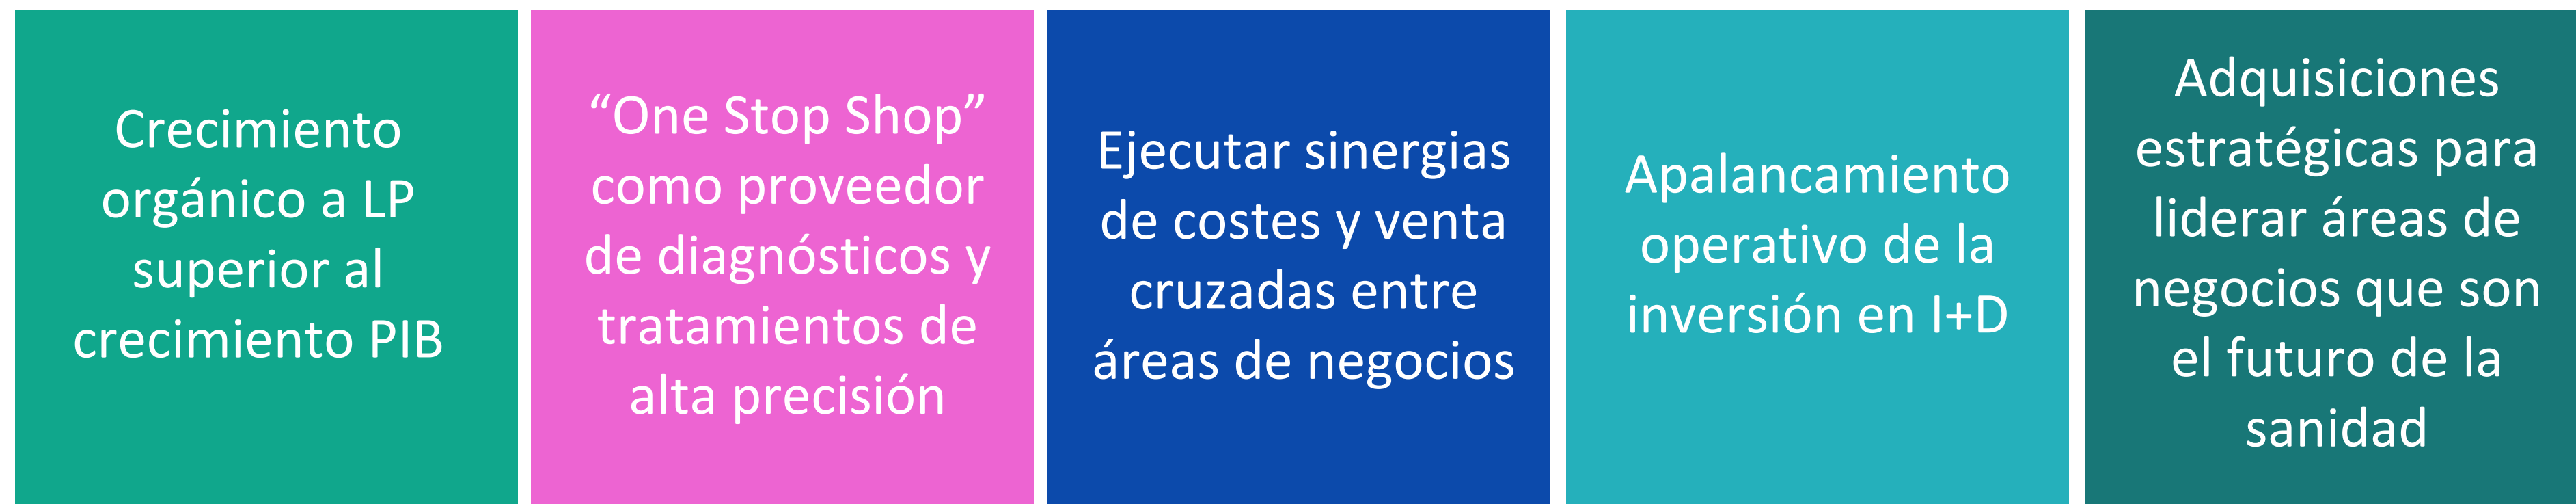 Crecimiento
orgánico a LP
superior al
crecimiento PIB
“One Stop Shop”
como proveedor
de diagnósticos y
tratamientos de
alta precisión
Ejecutar sinergias
de costes y venta
cruzadas entre
áreas de negocios
Apalancamiento
operativo de la
inversión en I+D
Adquisiciones
estratégicas para
liderar áreas de
negocios que son
el futuro de la
sanidad